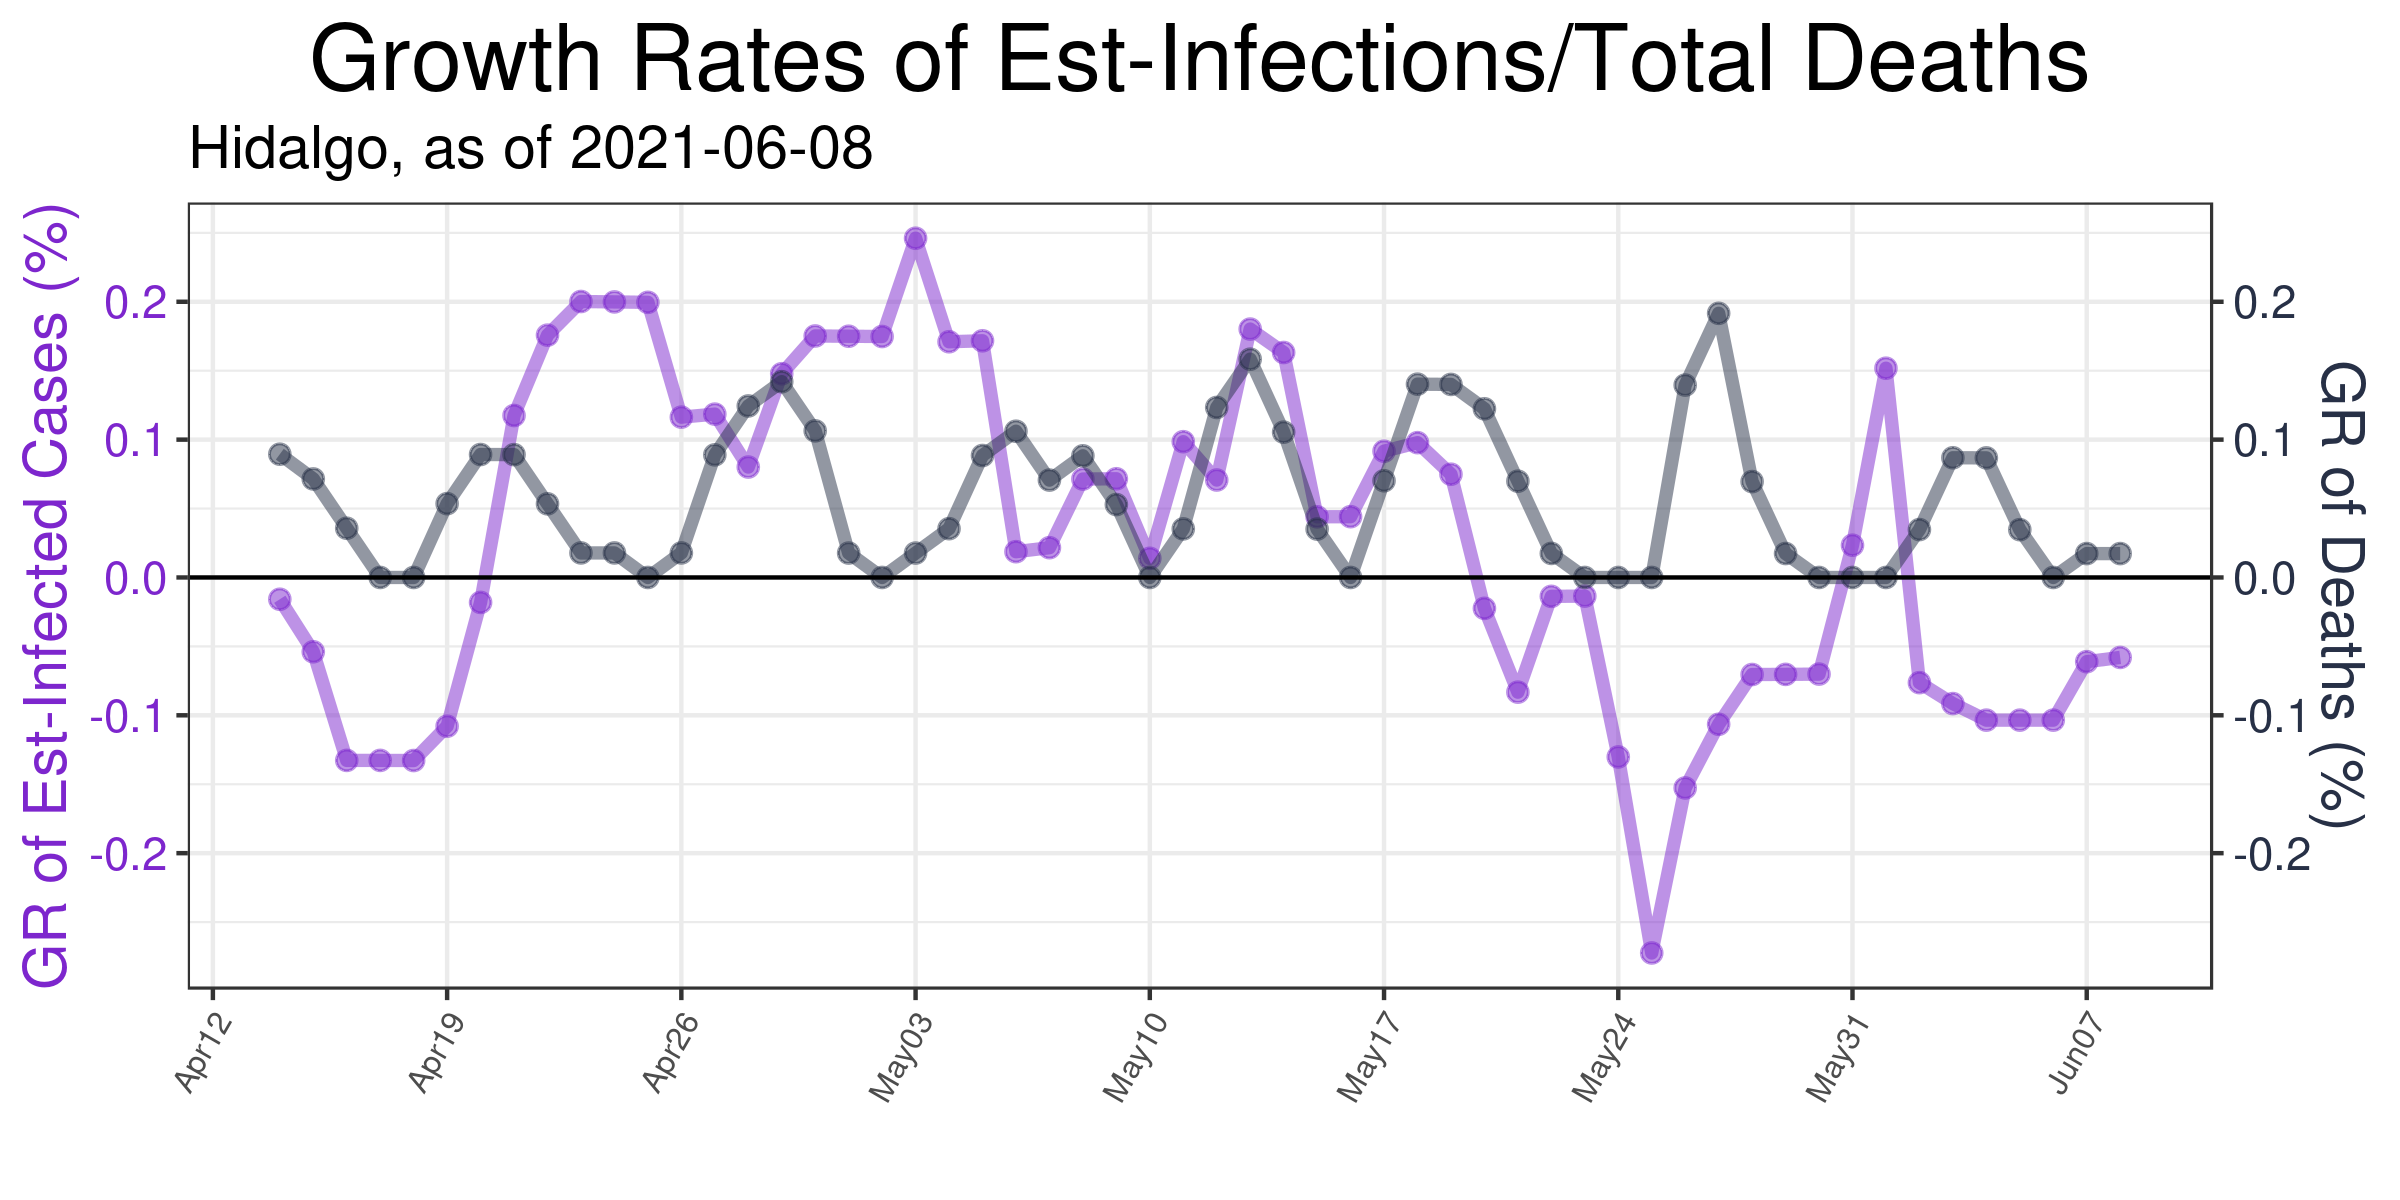 Growth Rates of Est-Infections/Total Deaths
Hidalgo, as of 2021-06-08
GR of Est-Infected Cases (%)
0.2
0.1
0.0
-0.1
-0.2
0.2
0.1
0.0
-0.1
-0.2
GR of Deaths (%)
Apr12
Apr19
Apr26
May03
May10
May17
May24
May31
Jun07